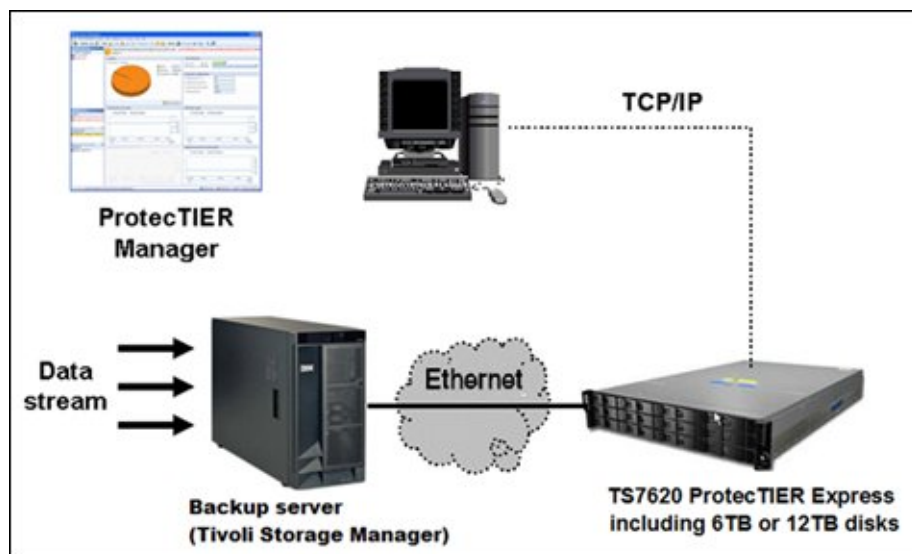 ProtecTIER
Manager
TCP/IP
Data
stream
Ethernet
Backup server
(Tivoli Storage Manager)
TS7620 ProtecTIER Express
including 6TB or 12TB disks